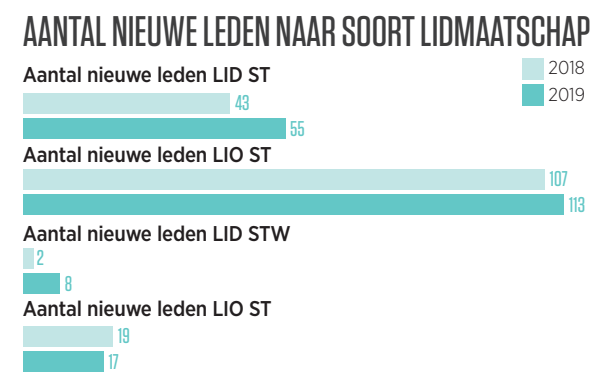 AANTAL NIEUWE LEDEN NAAR SOORT LIDMAATSCHAP
2018
2019
Aantal nieuwe leden LID ST
43
55
Aantal nieuwe leden LIO ST
107
113
Aantal nieuwe leden LID STW
2
8
Aantal nieuwe leden LIO ST
19
17